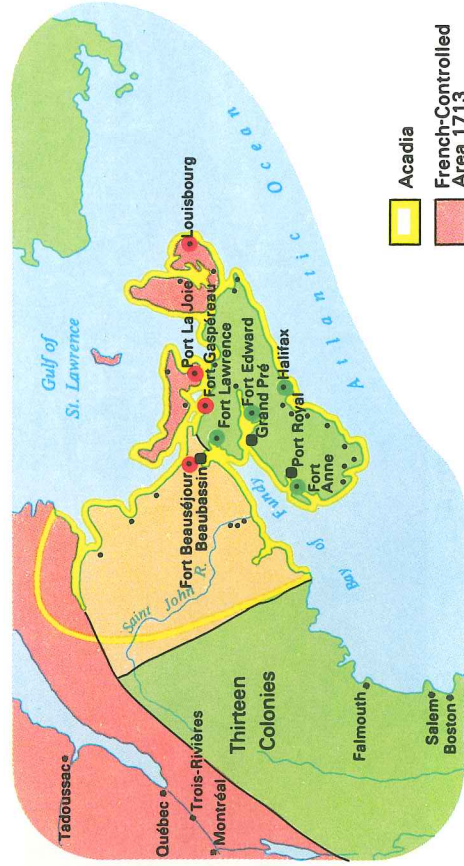 Gulf of
St. Lawrence
Atlantic Ocean
Tadoussac
Québec
Trois-Rivières
Montréal
Thirteen
Colonies
Falmouth
Salem
Boston
Saint John R.
Bay of Fundy
Fort Beauséjour
Beaubassin
Port La Joie
Fort Gaspéreau
Louisbourg
Fort Lawrence
Fort Edward
Grand Pré
Halifax
Port Royal
Fort
Anne
Acadia
French-Controlled
Area 1713